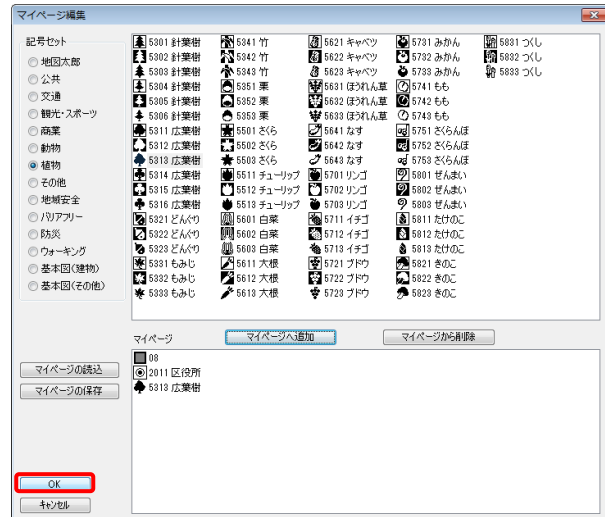 マイページ編集
記号セット
地図太郎
公共
交通
観光・スポーツ
商業
動物
植物
その他
地域安全
バリアフリー
防災
ウォーキング
基本図(建物)
基本図(その他)
5301 針葉樹
5302 針葉樹
5303 針葉樹
5304 針葉樹
5305 針葉樹
5306 針葉樹
5311 広葉樹
5312 広葉樹
5313 広葉樹
5314 広葉樹
5315 広葉樹
5316 広葉樹
5321 どんぐり
5322 どんぐり
5323 どんぐり
5331 もみじ
5332 もみじ
5333 もみじ
5341 竹
5342 竹
5343 竹
5351 栗
5352 栗
5353 栗
5501 さくら
5502 さくら
5503 さくら
5511 チューリップ
5512 チューリップ
5513 チューリップ
5601 白菜
5602 白菜
5603 白菜
5611 大根
5612 大根
5613 大根
5621 キャベツ
5622 キャベツ
5623 キャベツ
5631 ほうれん草
5632 ほうれん草
5633 ほうれん草
5641 なす
5642 なす
5643 なす
5701 リンゴ
5702 リンゴ
5703 リンゴ
5711 イチゴ
5712 イチゴ
5713 イチゴ
5721 ブドウ
5722 ブドウ
5723 ブドウ
5731 みかん
5732 みかん
5733 みかん
5741 もも
5742 もも
5743 もも
5751 さくらんぼ
5752 さくらんぼ
5753 さくらんぼ
5801 ぜんまい
5802 ぜんまい
5803 ぜんまい
5811 たけのこ
5812 たけのこ
5813 たけのこ
5821 きのこ
5822 きのこ
5823 きのこ
5831 つくし
5832 つくし
5833 つくし
マイページ
マイページへ追加
マイページから削除
08
2011 区役所
5313 広葉樹
マイページの読込
マイページの保存
OK
キャンセル